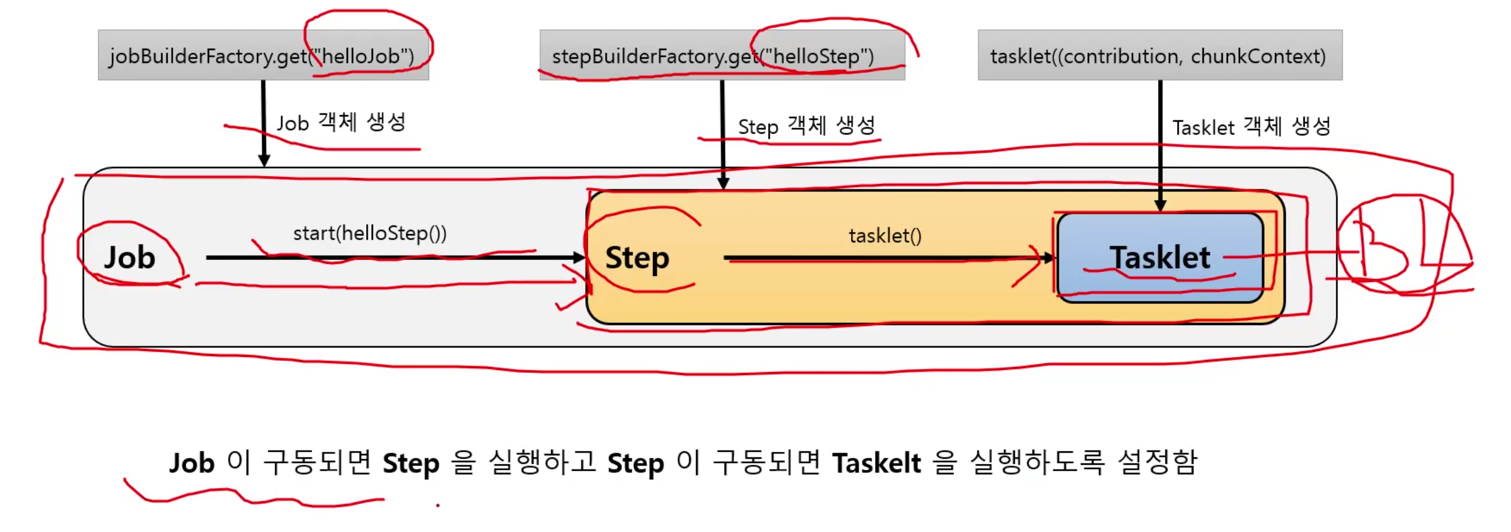 jobBuilderFactory.get("helloJob")
stepBuilderFactory.get("helloStep")
tasklet((contribution, chunkContext)
Job 객체 생성
Step 객체 생성
Tasklet 객체 생성
Job
start(helloStep())
Step
tasklet()
Tasklet
BL
Job 이 구동되면 Step 을 실행하고 Step 이 구동되면 Taskelt 을 실행하도록 설정함